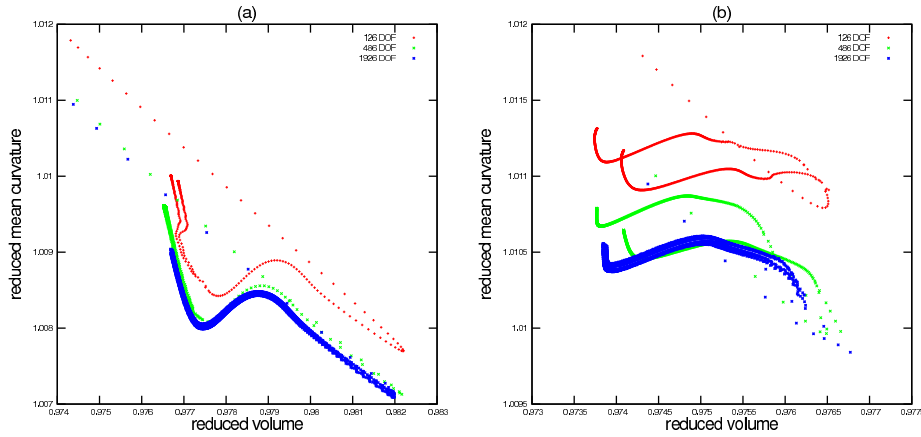 (a)
1.012
1.011
1.01
1.009
1.008
1.007
reduced mean curvature
126 DOF
486 DOF
1926 DOF
0.974 0.975 0.976 0.977 0.978 0.979 0.98 0.981 0.982 0.983
reduced volume
(b)
1.012
1.0115
1.011
1.0105
1.01
1.0095
reduced mean curvature
126 DOF
486 DOF
1926 DOF
0.973 0.9735 0.974 0.9745 0.975 0.9755 0.976 0.9765 0.977 0.9775
reduced volume